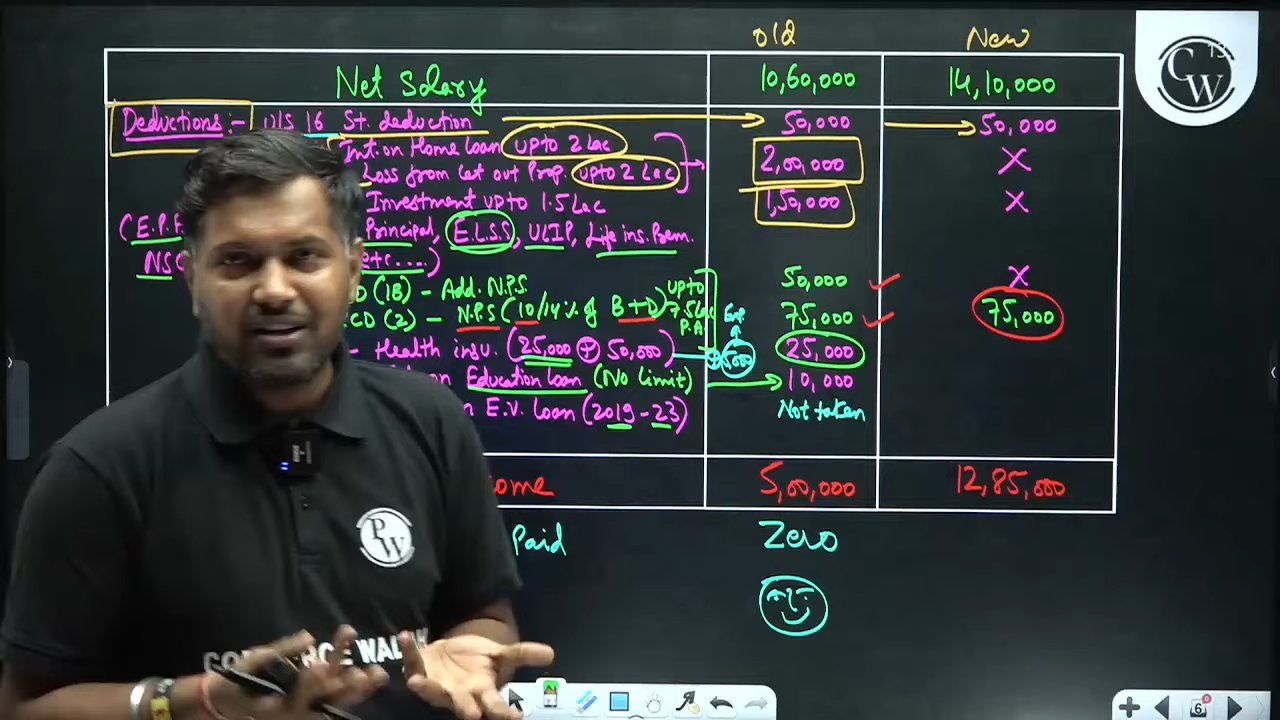 Old New
CW
Net Salary 10,60,000 14,10,000
Deductions:- U/S 16 St. deduction 50,000 50,000
Int. on Home Loan upto 2 Lac 2,00,000 X
Loss from Let out Prop. upto 2 Lac
Investment upto 1.5 Lac 1,50,000 X
(E.P.F Principal, E.L.S.S, ULIP, Life ins. Prem.
NSC etc....)
D(1B) - Add. N.P.S 50,000 X
CD(2) - N.P.S (10/14% of B+D) upto 7.5 Lac P.A 75,000 75,000
- Health insu. (25,000 + 50,000) + 5000 25,000
on Education Loan (No limit) 10,000
n E.V. Loan (2019-23) Not taken
ome 5,00,000 12,85,000
Paid Zero
PW
COMMERCE WALLAH
6